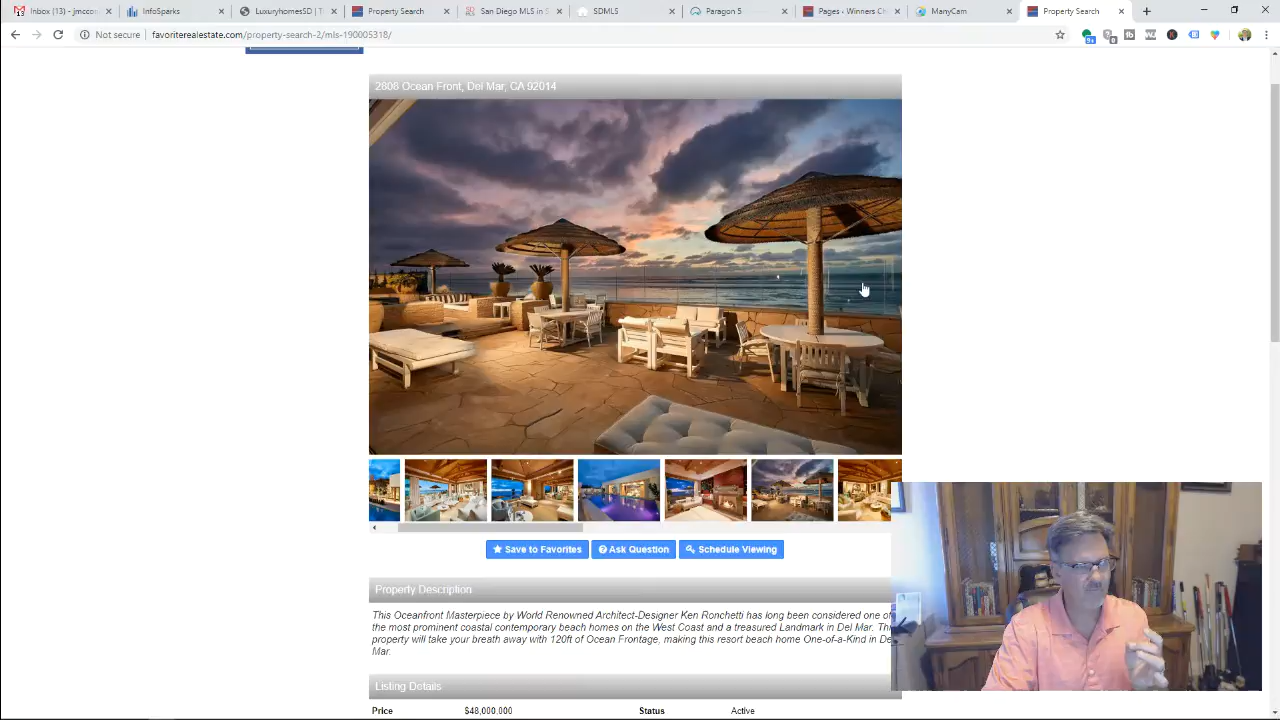 Inbox (13) - jmccor
InfoSparks
LuxuryhomesSD | T
Property Search
San Diego MLS in S
SDMLS
Paragon 5
Pages ‹ Winners Ch
ManyCam
Property Search
Not secure
favoriterealestate.com/property-search-2/mls-190005318/
2608 Ocean Front, Del Mar, CA 92014
Save to Favorites
Ask Question
Schedule Viewing
Property Description
This Oceanfront Masterpiece by World Renowned Architect-Designer Ken Ronchetti has long been considered one of
the most prominent coastal contemporary beach homes on the West Coast and a treasured Landmark in Del Mar. Thi
property will take your breath away with 120ft of Ocean Frontage, making this resort beach home One-of-a-Kind in De
Mar.
Listing Details
Price $48,000,000 Status Active